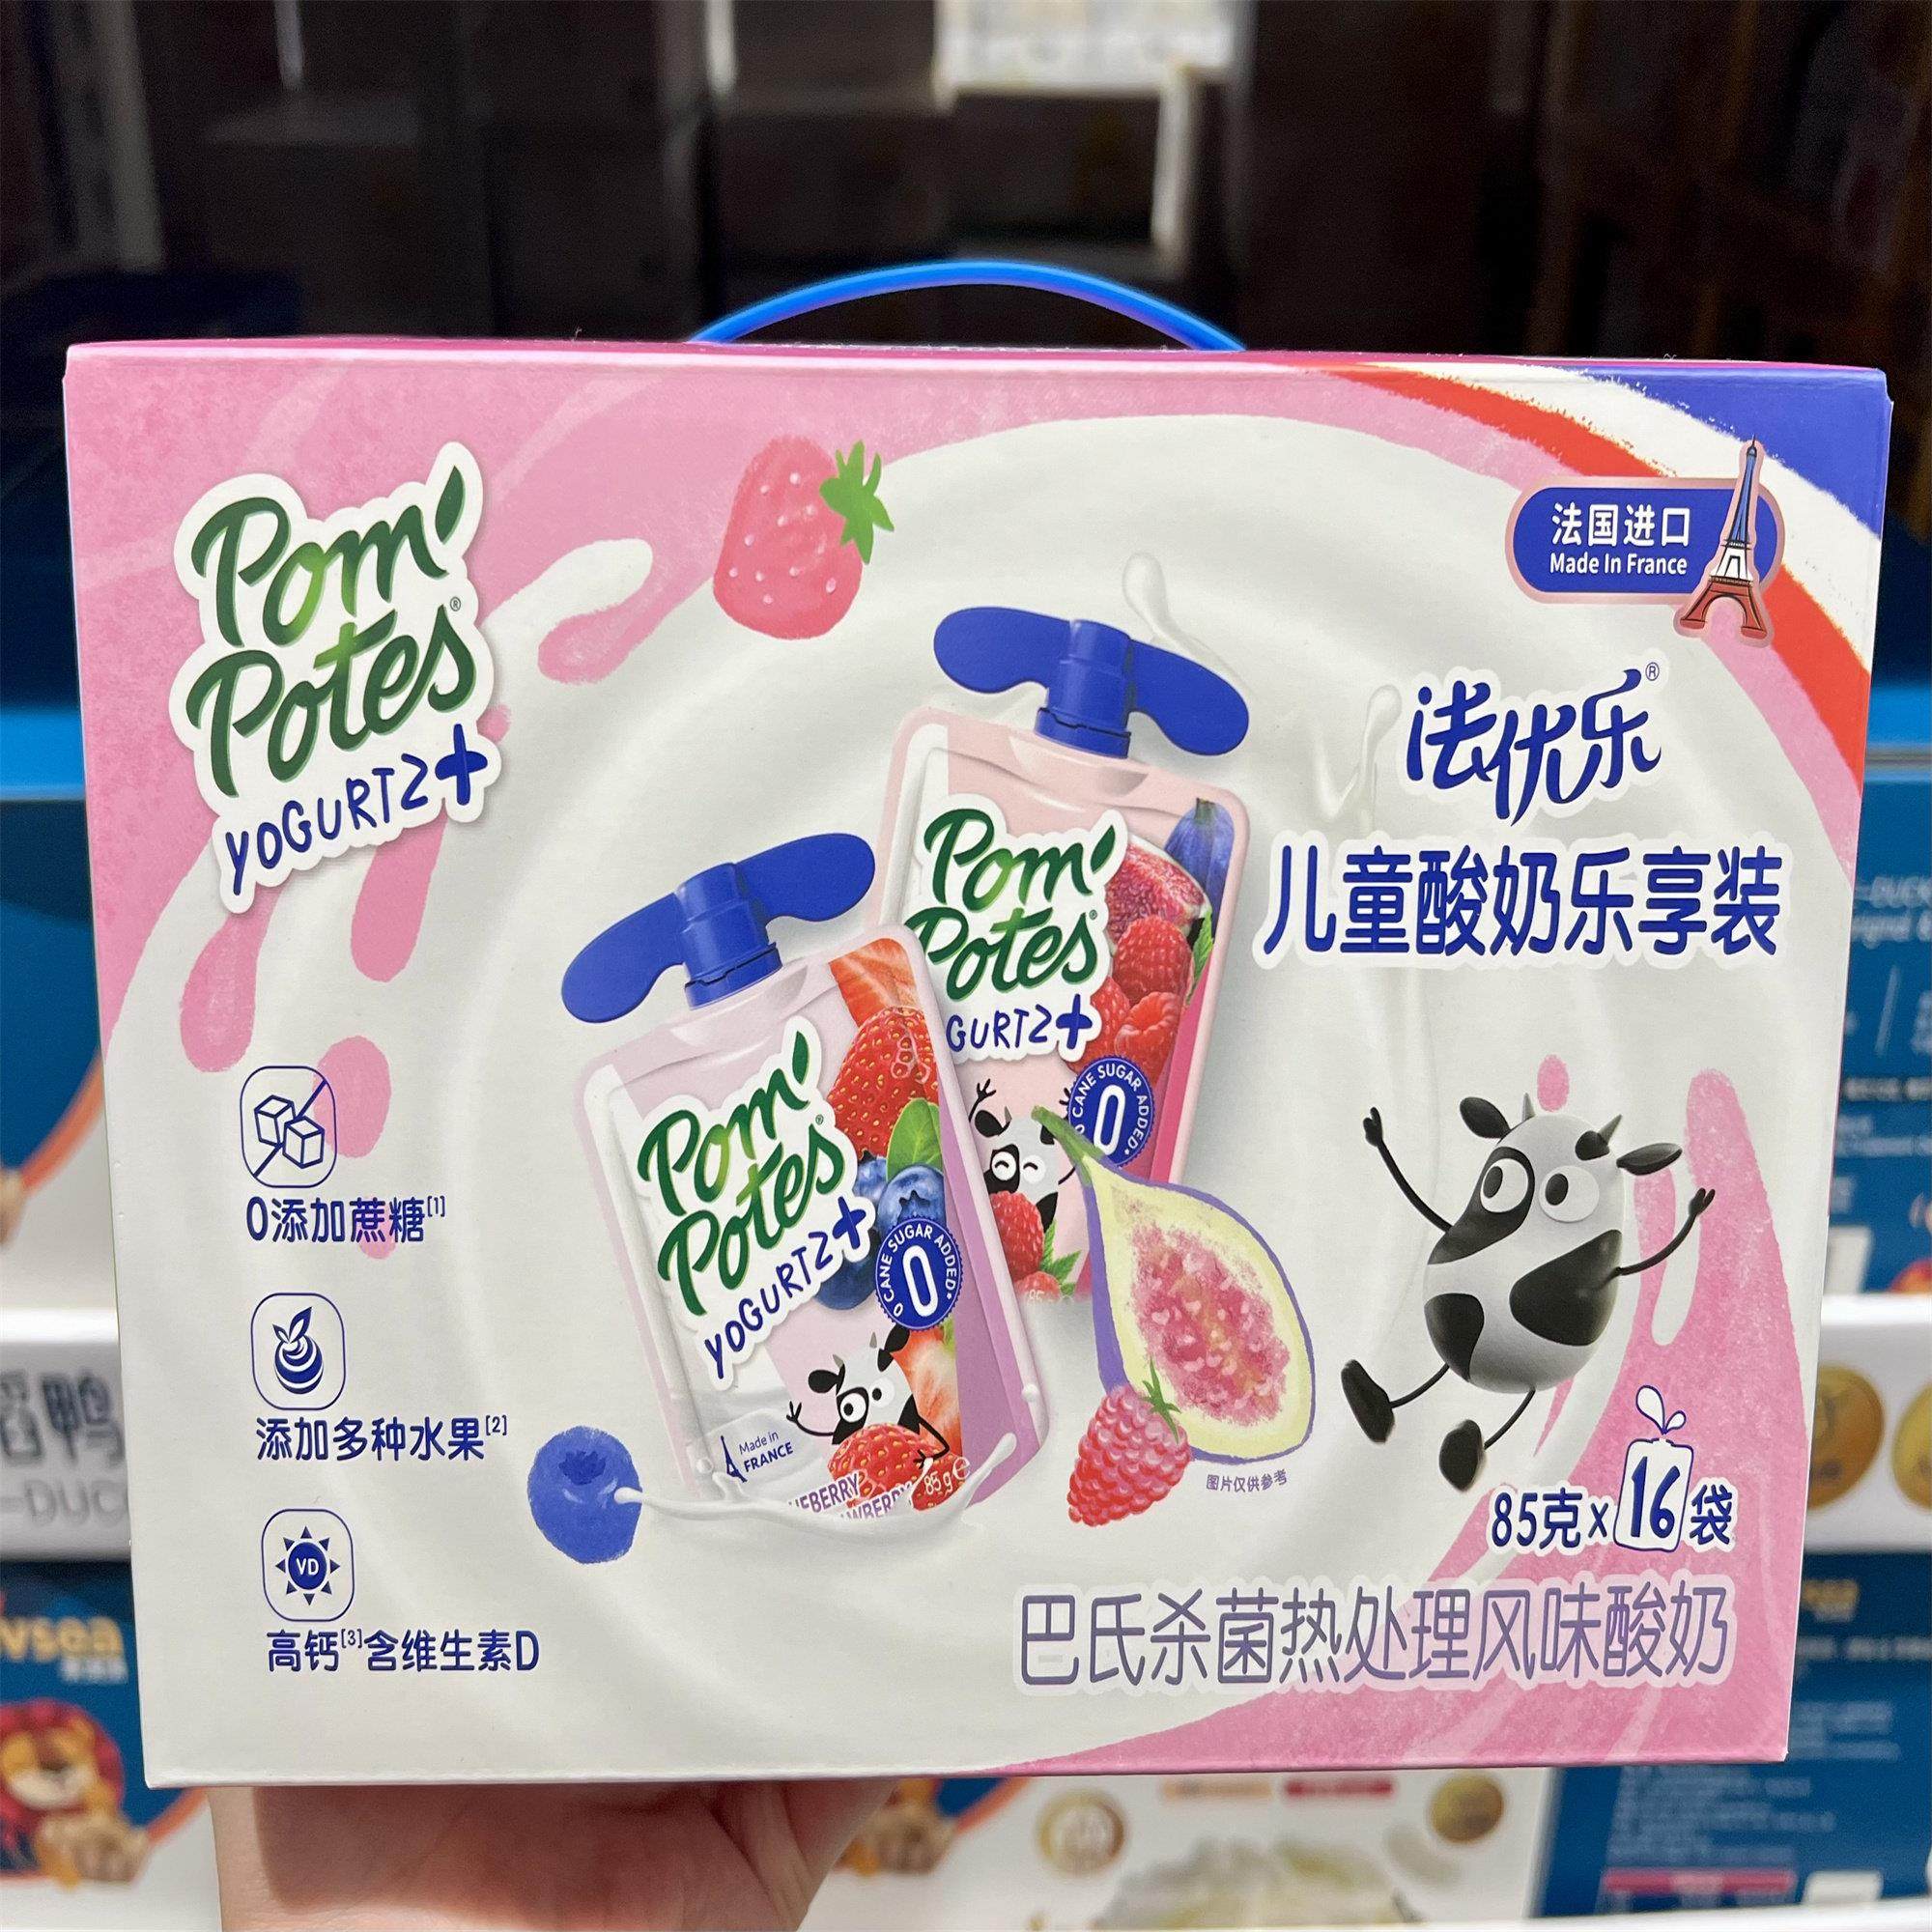 Pom'
Potes®
YOGURTZ+
法国进口
Made In France
法优乐®
儿童酸奶乐享装
0添加蔗糖[1]
添加多种水果[2]
VD
高钙[3]含维生素D
Pom'
Potes
GURTZ+
CANE SUGAR ADDED
0
Pom'
Potes
YOGURTZ+
0 CANE SUGAR ADDED
0
Made in
FRANCE
85g e
图片仅供参考
85克x16袋
巴氏杀菌热处理风味酸奶
鸭
-DUC